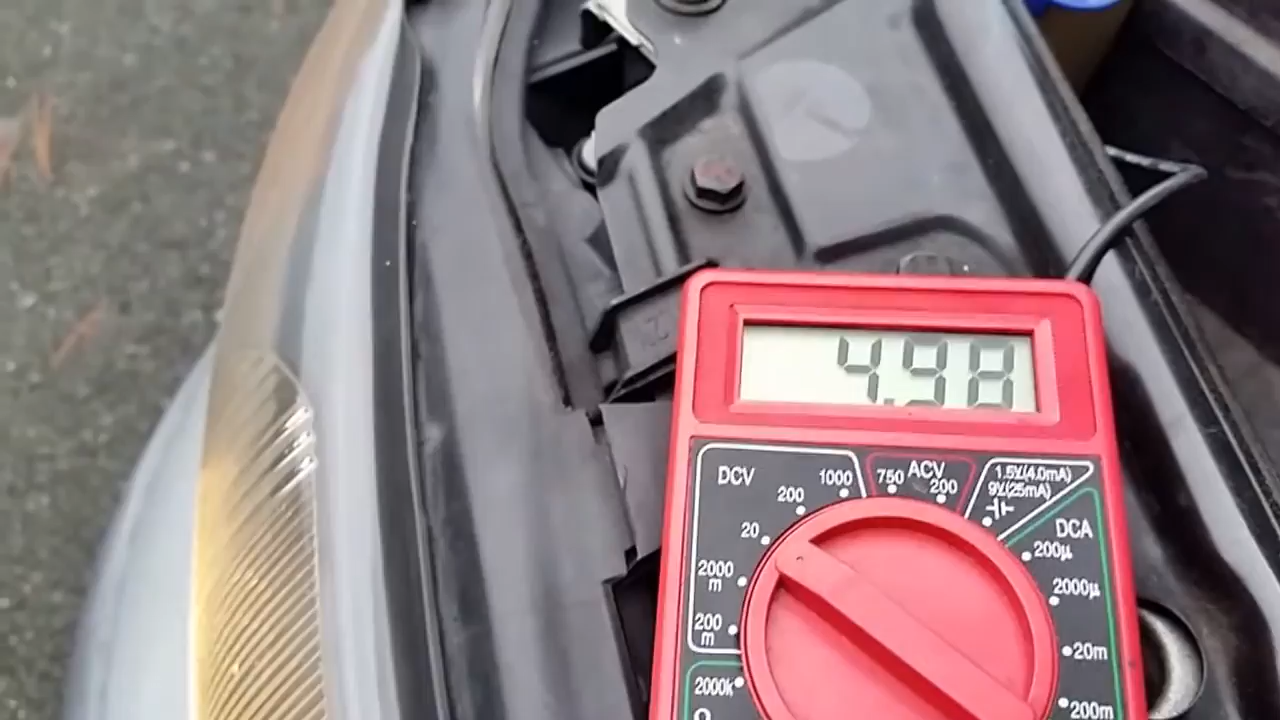 4.98
DCV
1000
750
ACV
200
1.5V(4.0mA)
9V(25mA)
200
20
DCA
200µ
2000
m
2000µ
200
m
20m
2000k
200m
Ω